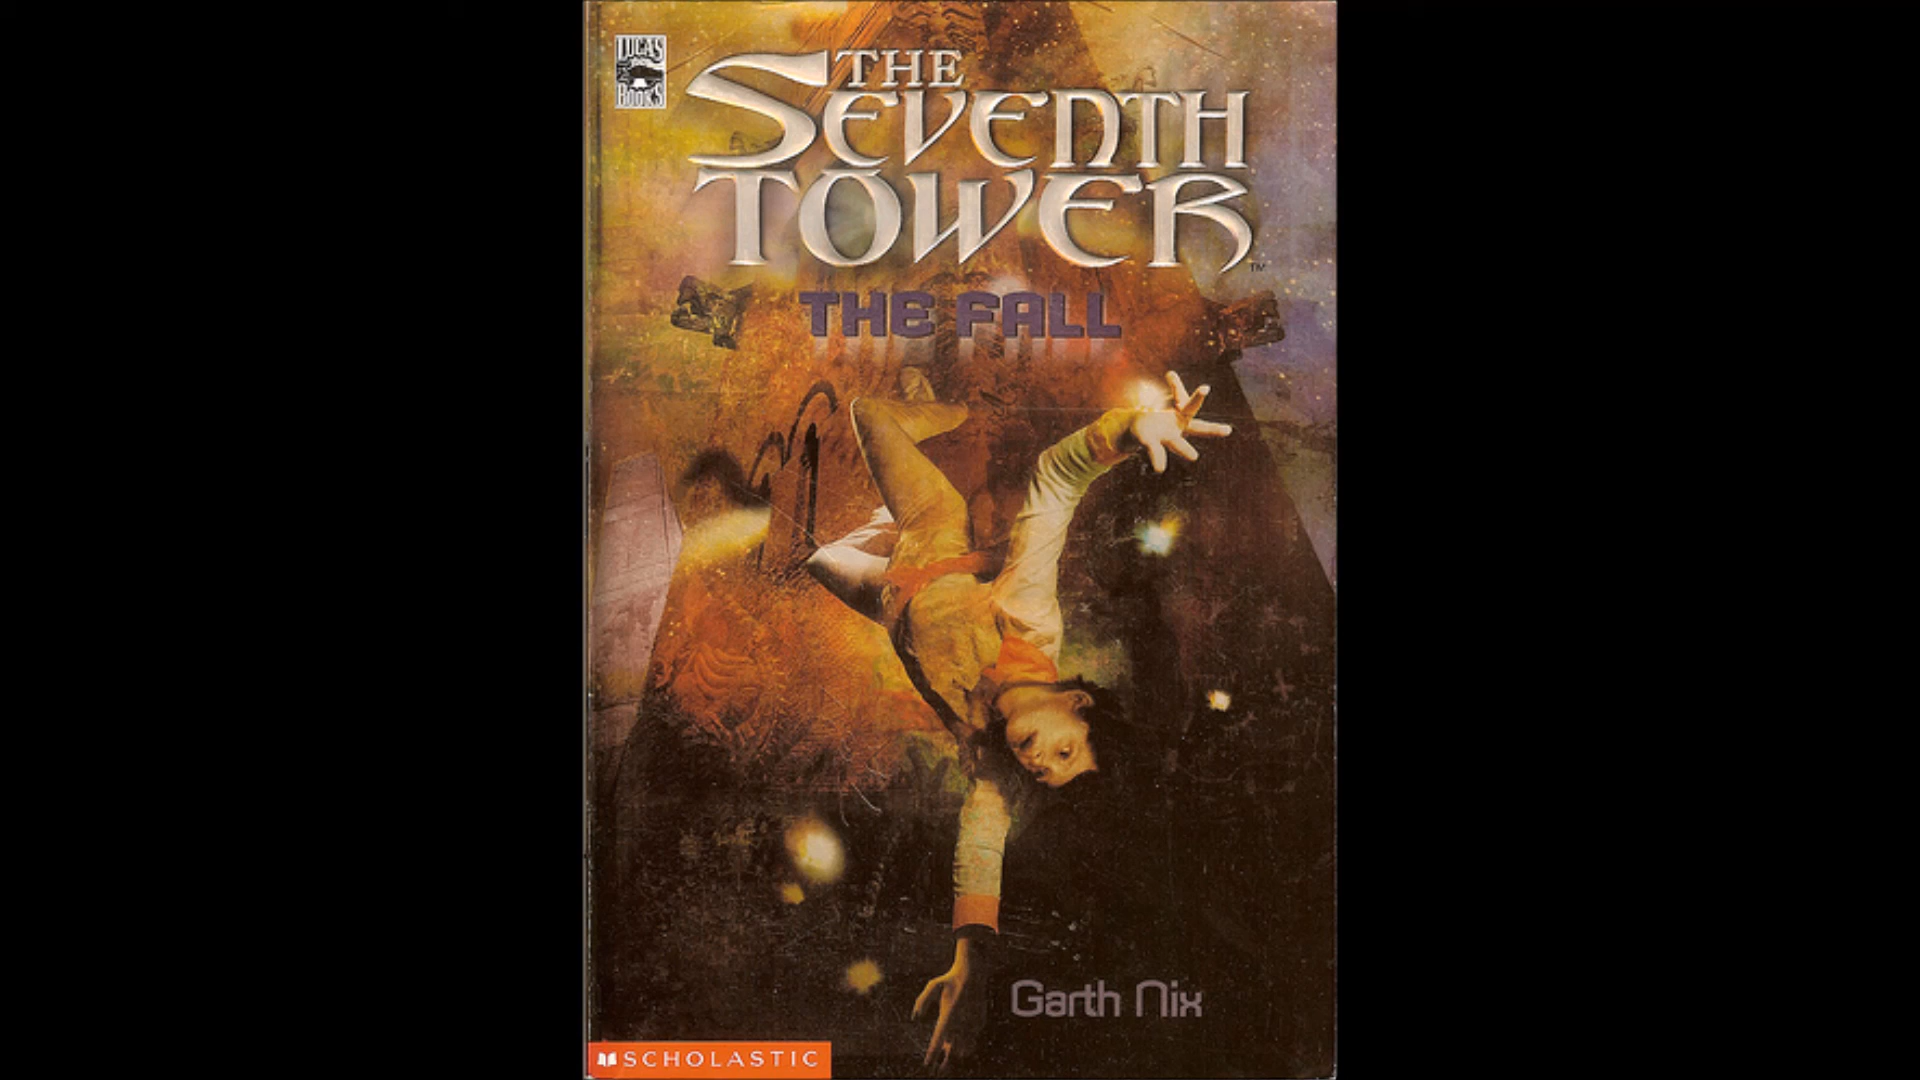 LUCAS
BOOKS
THE
SEVENTH
TOWER
TM
THE FALL
Garth Nix
SCHOLASTIC